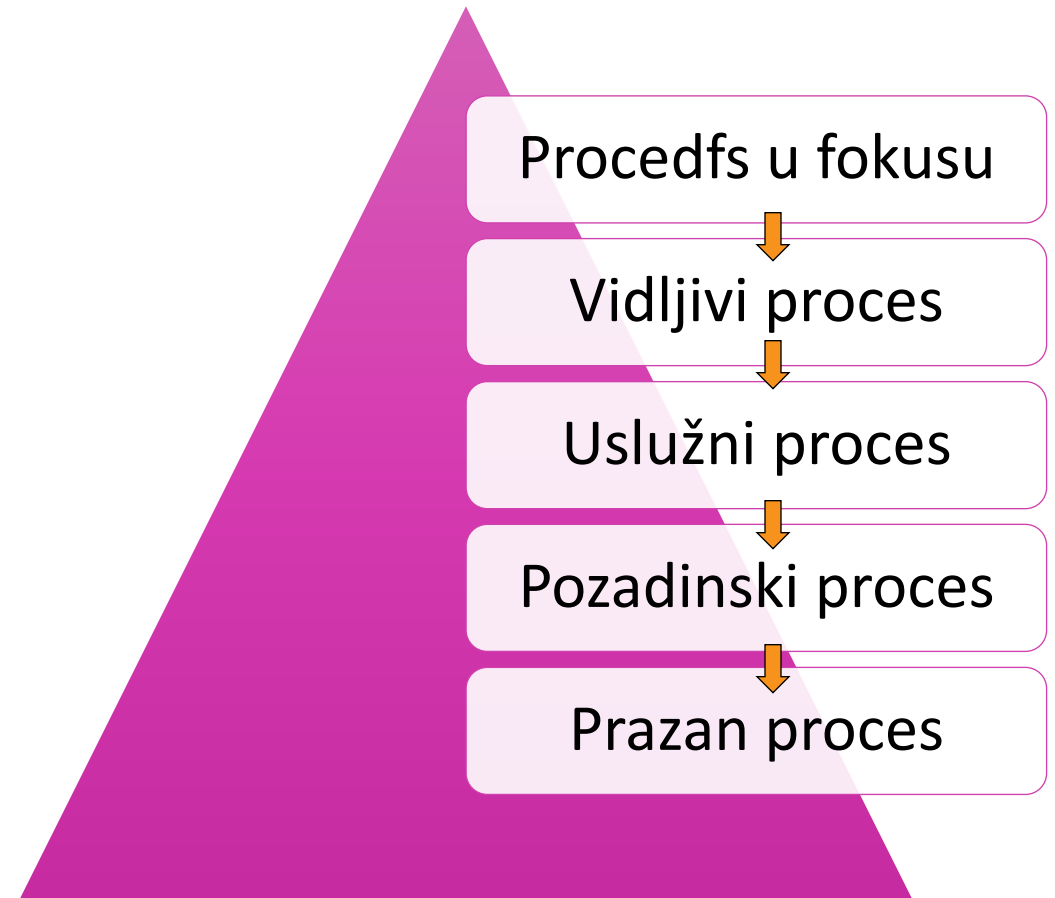 Procedfs u fokusu
Vidljivi proces
Uslužni proces
Pozadinski proces
Prazan proces